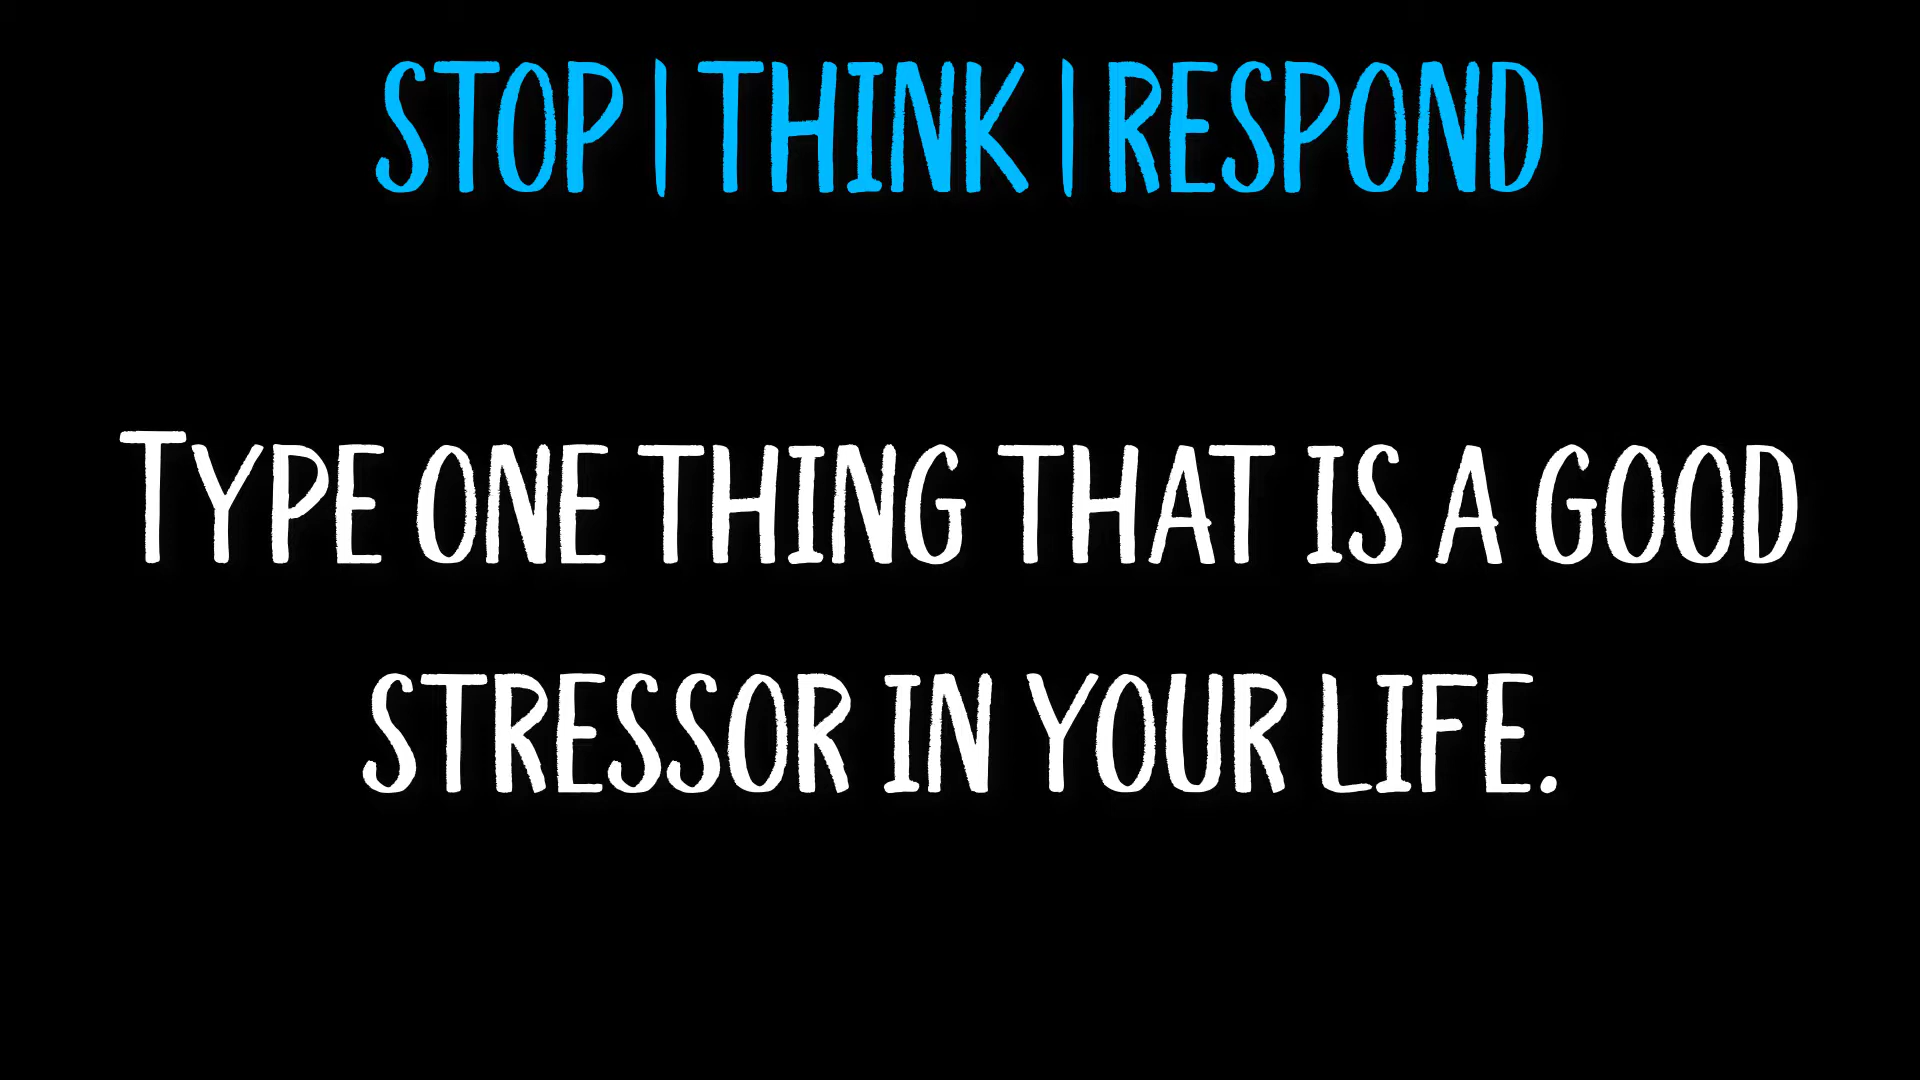 STOP | THINK | RESPOND
TYPE ONE THING THAT IS A GOOD
STRESSOR IN YOUR LIFE.